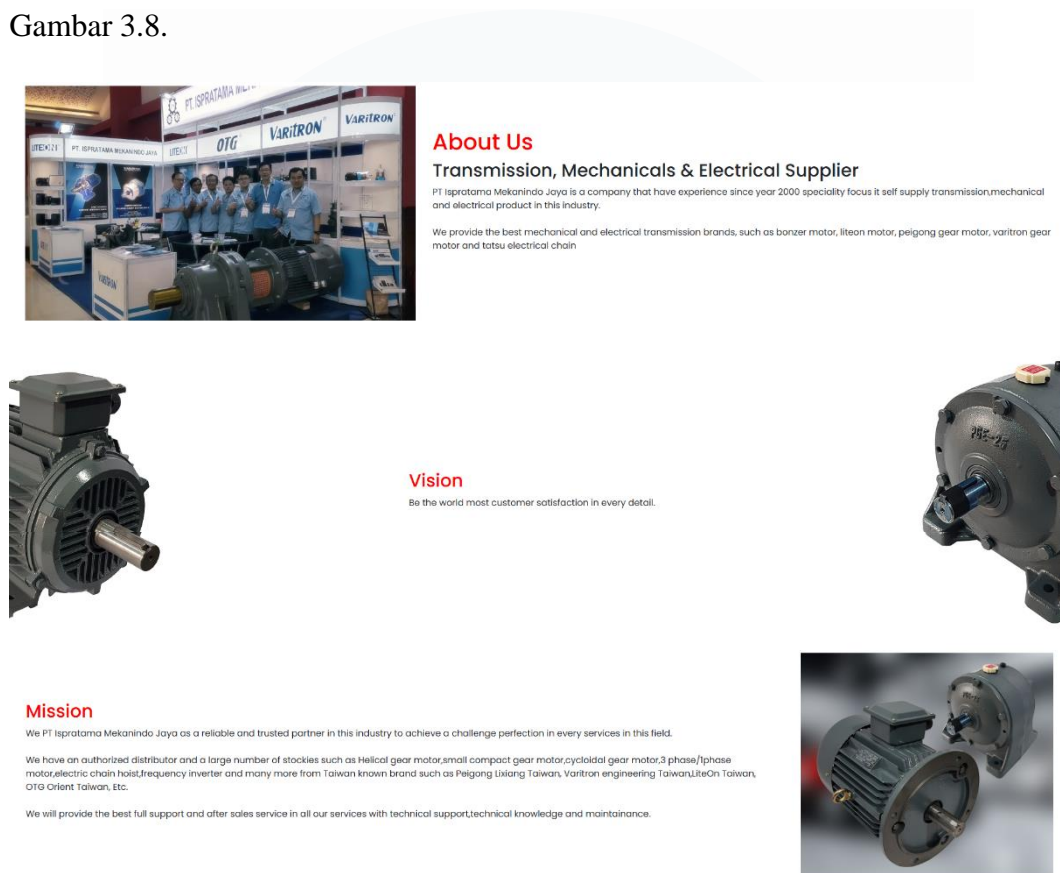 Gambar 3.8.
PT. ISPRATAMA
LITEON
PT. ISPRATAMA MEKANINDO JAYA
LITEON
OTG
VARiTRON
VARiTRON
VARiTRON
About Us
Transmission, Mechanicals & Electrical Supplier
PT Ispratama Mekanindo Jaya is a company that have experience since year 2000 speciality focus it self supply transmission,mechanical
and electrical product in this industry.
We provide the best mechanical and electrical transmission brands, such as bonzer motor, liteon motor, peigong gear motor, varitron gear
motor and tatsu electrical chain
Vision
Be the world most customer satisfaction in every detail.
Mission
We PT Ispratama Mekanindo Jaya as a reliable and trusted partner in this industry to achieve a challenge perfection in every services in this field.
We have an authorized distributor and a large number of stockies such as Helical gear motor,small compact gear motor,cycloidal gear motor,3 phase/1phase
motor,electric chain hoist,frequency inverter and many more from Taiwan known brand such as Peigong Lixiang Taiwan, Varitron engineering Taiwan,LiteOn Taiwan,
OTG Orient Taiwan, Etc.
We will provide the best full support and after sales service in all our services with technical support,technical knowledge and maintainance.